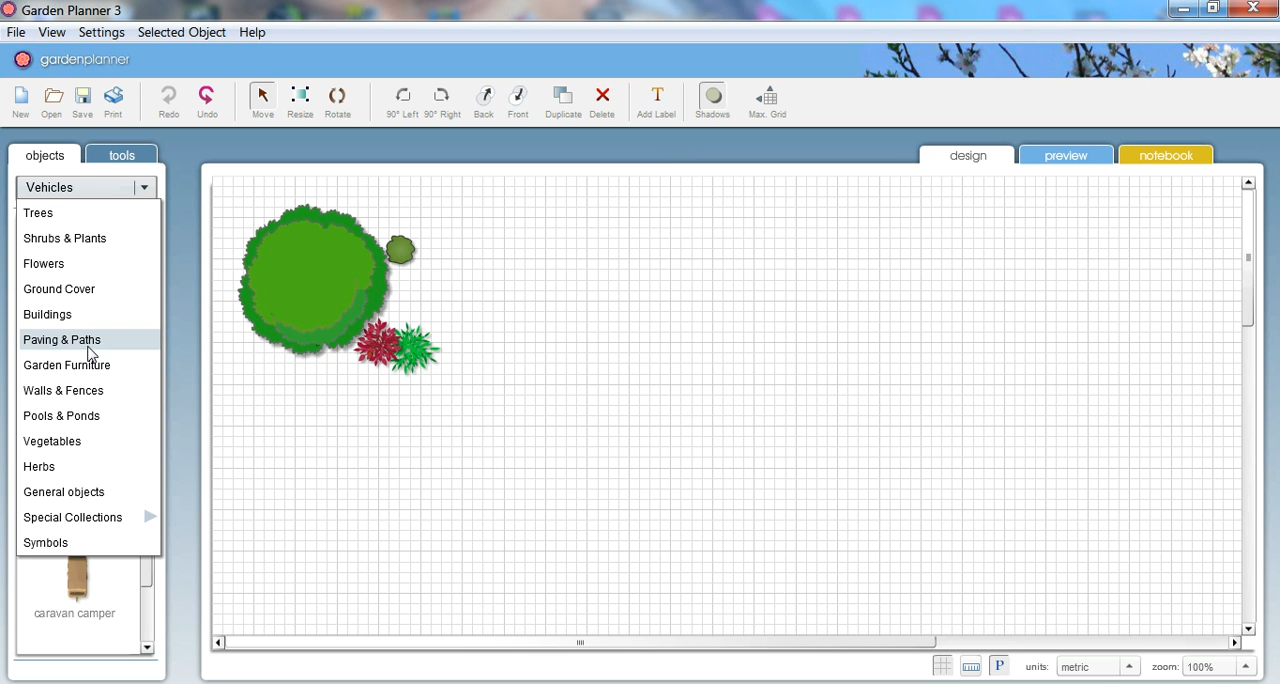 Garden Planner 3
File View Settings Selected Object Help
gardenplanner
New Open Save Print Redo Undo Move Resize Rotate 90° Left 90° Right Back Front Duplicate Delete Add Label Shadows Max. Grid
objects tools design preview notebook
Vehicles
Trees
Shrubs & Plants
Flowers
Ground Cover
Buildings
Paving & Paths
Garden Furniture
Walls & Fences
Pools & Ponds
Vegetables
Herbs
General objects
Special Collections
Symbols
caravan camper
P units: metric zoom: 100%